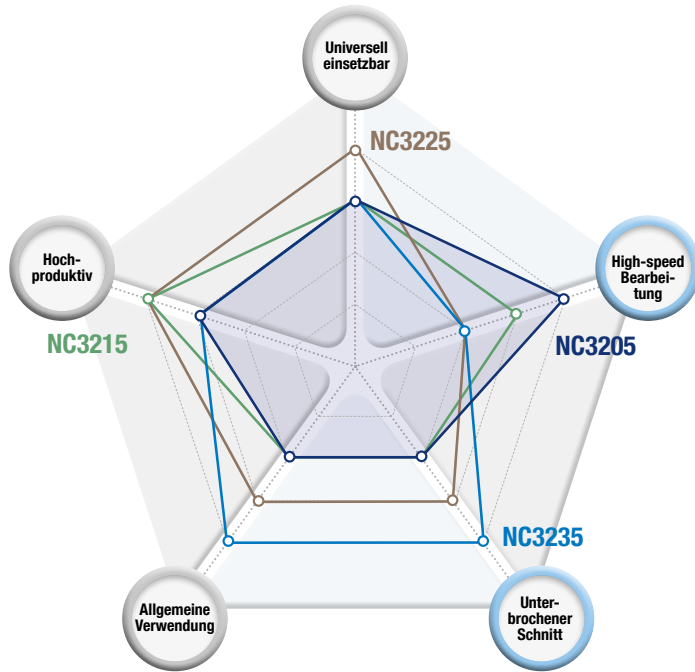 Universell
einsetzbar
NC3225
Hoch-
produktiv
High-speed
Bearbei-
tung
NC3215
NC3205
NC3235
Allgemeine
Verwendung
Unter-
brochener
Schnitt